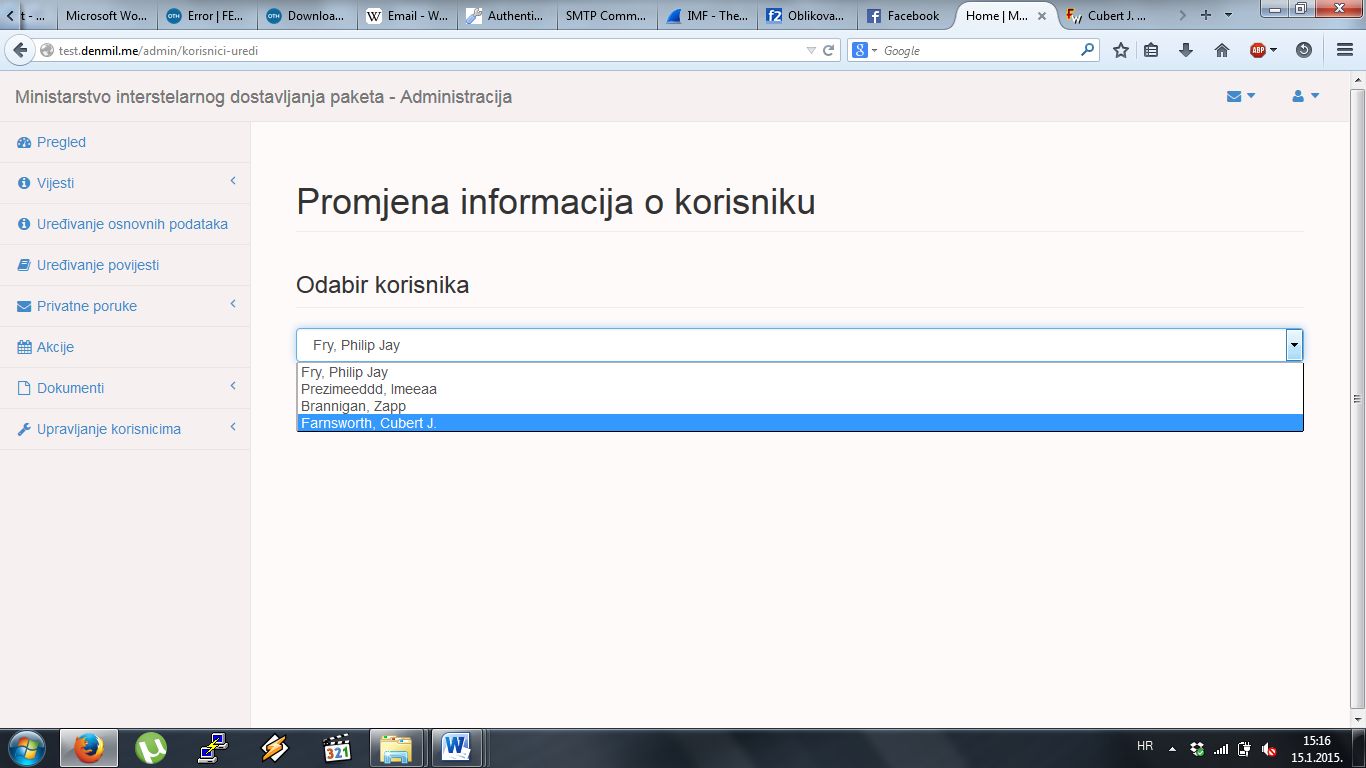 t - ...
Microsoft Wo...
Error | FE...
Downloa...
Email - W...
Authenti...
SMTP Comm...
IMF - The...
Oblikova...
Facebook
Home | M...
Cubert J. ...
test.denmil.me/admin/korisnici-uredi
Google
Ministarstvo interstelarnog dostavljanja paketa - Administracija
Pregled
Vijesti
Uređivanje osnovnih podataka
Uređivanje povijesti
Privatne poruke
Akcije
Dokumenti
Upravljanje korisnicima
Promjena informacija o korisniku
Odabir korisnika
Fry, Philip Jay
Fry, Philip Jay
Prezimeeddd, Imeeaa
Brannigan, Zapp
Farnsworth, Cubert J.
HR
15:16
15.1.2015.